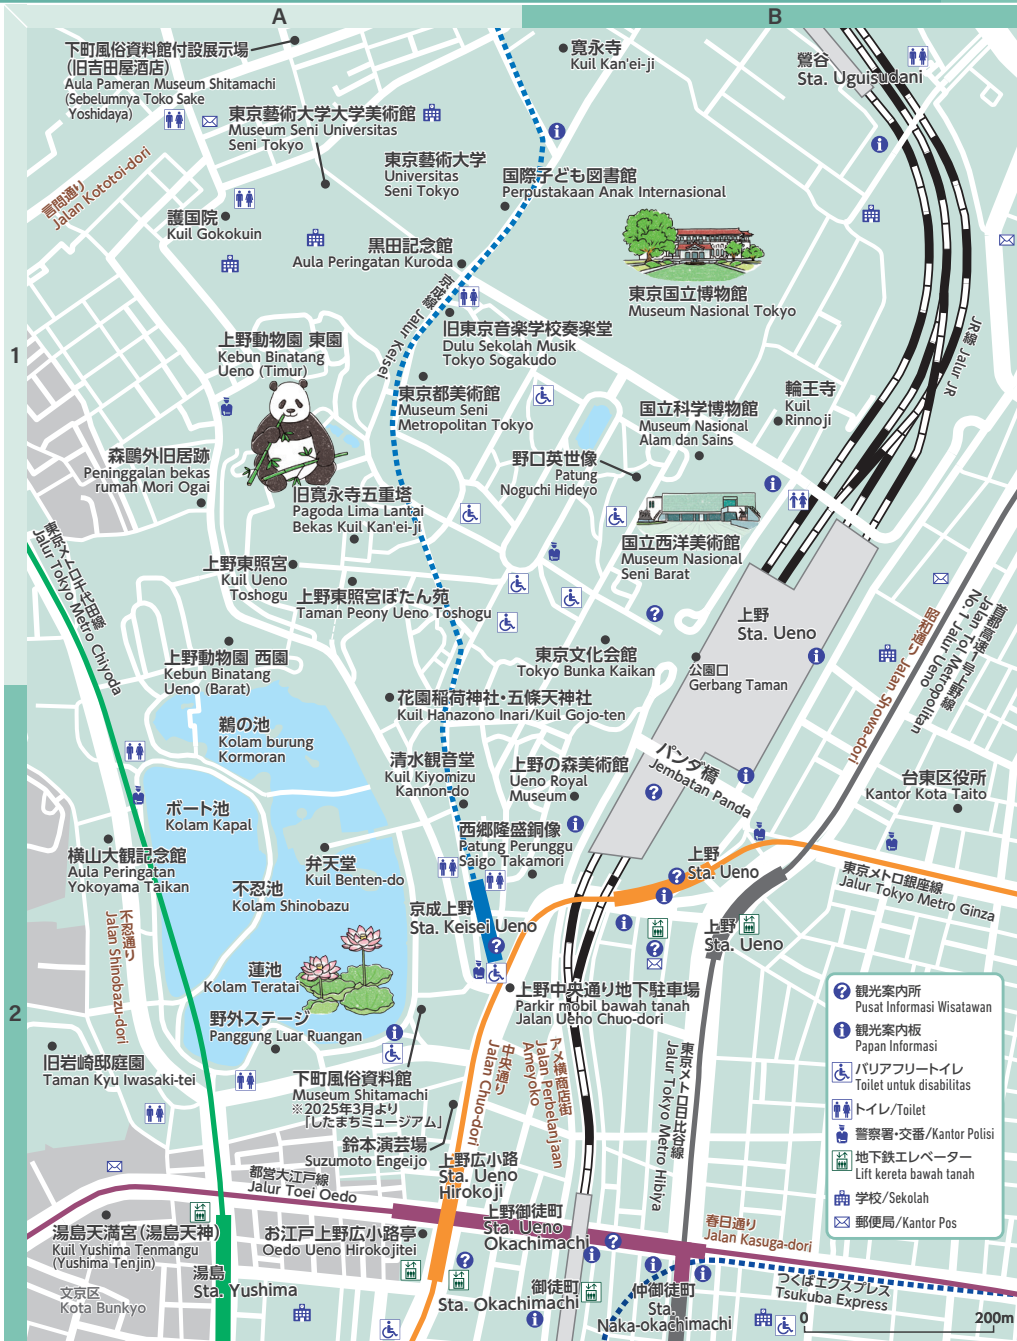 A
B
1
2
下町風俗資料館付設展示場
(旧吉田屋酒店)
Aula Pameran Museum Shitamachi
(Sebelumnya Toko Sake
Yoshidaya)
東京藝術大学大学美術館
Museum Seni Universitas
Seni Tokyo
寛永寺
Kuil Kan'ei-ji
鶯谷
Sta. Uguisudani
東京藝術大学
Universitas
Seni Tokyo
国際子ども図書館
Perpustakaan Anak Internasional
言問通り
Jalan Kototoi-dori
護国院
Kuil Gokokuin
黒田記念館
Aula Peringatan Kuroda
東京国立博物館
Museum Nasional Tokyo
京成線 Jalur Keisei
旧東京音楽学校奏楽堂
Dulu Sekolah Musik
Tokyo Sogakudo
上野動物園 東園
Kebun Binatang
Ueno (Timur)
JR線 Jalur JR
東京都美術館
Museum Seni
Metropolitan Tokyo
国立科学博物館
Museum Nasional
Alam dan Sains
輪王寺
Kuil
Rinnoji
森鷗外旧居跡
Peninggalan bekas
rumah Mori Ogai
野口英世像
Patung
Noguchi Hideyo
旧寛永寺五重塔
Pagoda Lima Lantai
Bekas Kuil Kan'ei-ji
国立西洋美術館
Museum Nasional
Seni Barat
東京メトロ千代田線
Jalur Tokyo Metro Chiyoda
上野東照宮
Kuil Ueno
Toshogu
上野東照宮ぼたん苑
Taman Peony Ueno Toshogu
上野
Sta. Ueno
昭和通り Jalan Showa-dori
首都高速1号上野線
Jalan Tol Metropolitan
No.1 Jalur Ueno
上野動物園 西園
Kebun Binatang
Ueno (Barat)
東京文化会館
Tokyo Bunka Kaikan
公園口
Gerbang Taman
花園稲荷神社・五條天神社
Kuil Hanazono Inari/Kuil Gojo-ten
鵜の池
Kolam burung
Kormoran
清水観音堂
Kuil Kiyomizu
Kannon-do
上野の森美術館
Ueno Royal
Museum
パンダ橋
Jembatan Panda
台東区役所
Kantor Kota Taito
ボート池
Kolam Kapal
横山大観記念館
Aula Peringatan
Yokoyama Taikan
弁天堂
Kuil Benten-do
西郷隆盛銅像
Patung Perunggu
Saigo Takamori
上野
Sta. Ueno
東京メトロ銀座線
Jalur Tokyo Metro Ginza
不忍池
Kolam Shinobazu
不忍通り
Jalan Shinobazu-dori
京成上野
Sta. Keisei Ueno
上野
Sta. Ueno
蓮池
Kolam Teratai
上野中央通り地下駐車場
Parkir mobil bawah tanah
Jalan Ueno Chuo-dori
野外ステージ
Panggung Luar Ruangan
旧岩崎邸庭園
Taman Kyu Iwasaki-tei
下町風俗資料館
Museum Shitamachi
※2025年3月より
「したまちミュージアム」
中央通り
Jalan Chuo-dori
アメ横商店街
Jalan Perbelanjaan
Ameyoko
東京メトロ日比谷線
Jalur Tokyo Metro Hibiya
鈴本演芸場
Suzumoto Engeijo
上野広小路
Sta. Ueno
Hirokoji
都営大江戸線
Jalur Toei Oedo
上野御徒町
Sta. Ueno
Okachimachi
春日通り
Jalan Kasuga-dori
湯島天満宮(湯島天神)
Kuil Yushima Tenmangu
(Yushima Tenjin)
お江戸上野広小路亭
Oedo Ueno Hirokojitei
湯島
Sta. Yushima
文京区
Kota Bunkyo
御徒町
Sta. Okachimachi
仲御徒町
Sta.
Naka-okachimachi
つくばエクスプレス
Tsukuba Express
観光案内所
Pusat Informasi Wisatawan
観光案内板
Papan Informasi
バリアフリートイレ
Toilet untuk disabilitas
トイレ/Toilet
警察署・交番/Kantor Polisi
地下鉄エレベーター
Lift kereta bawah tanah
学校/Sekolah
郵便局/Kantor Pos
0
200m